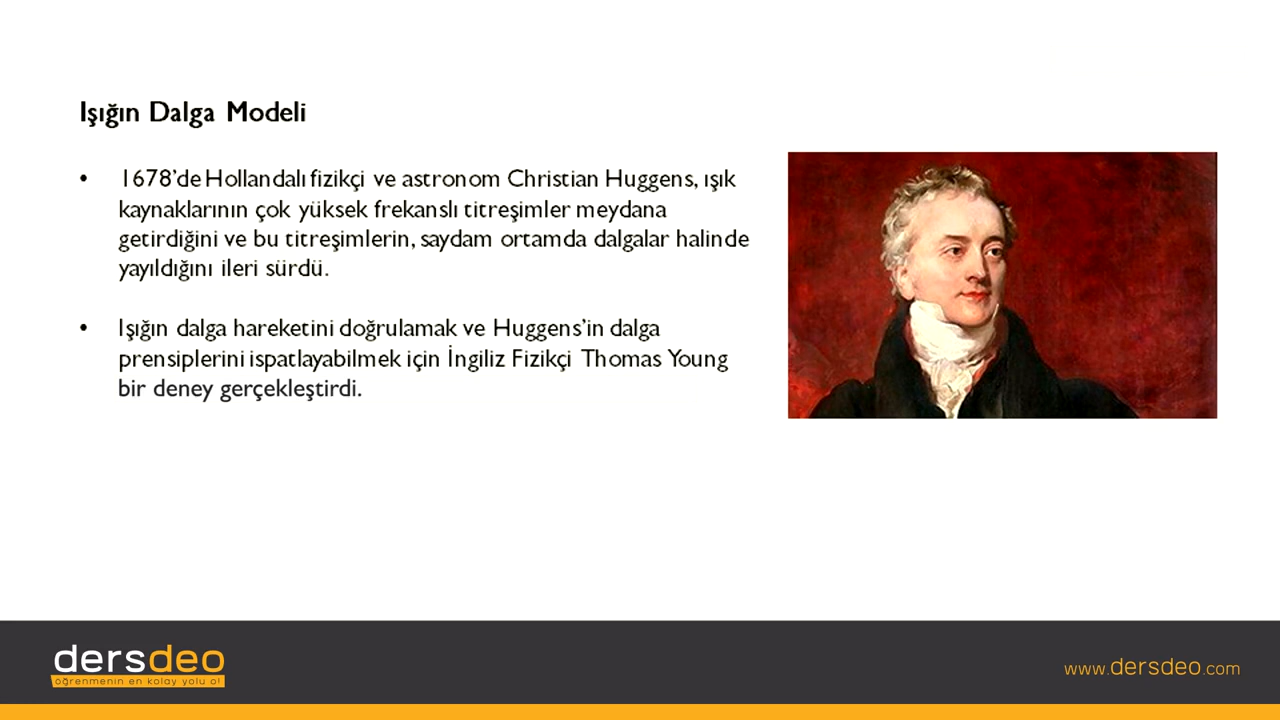 Işığın Dalga Modeli
• 1678’de Hollandalı fizikçi ve astronom Christian Huggens, ışık
kaynaklarının çok yüksek frekanslı titreşimler meydana
getirdiğini ve bu titreşimlerin, saydam ortamda dalgalar halinde
yayıldığını ileri sürdü.
• Işığın dalga hareketini doğrulamak ve Huggens’in dalga
prensiplerini ispatlayabilmek için İngiliz Fizikçi Thomas Young
bir deney gerçekleştirdi.
dersdeo
öğrenmenin en kolay yolu o!
www.dersdeo.com